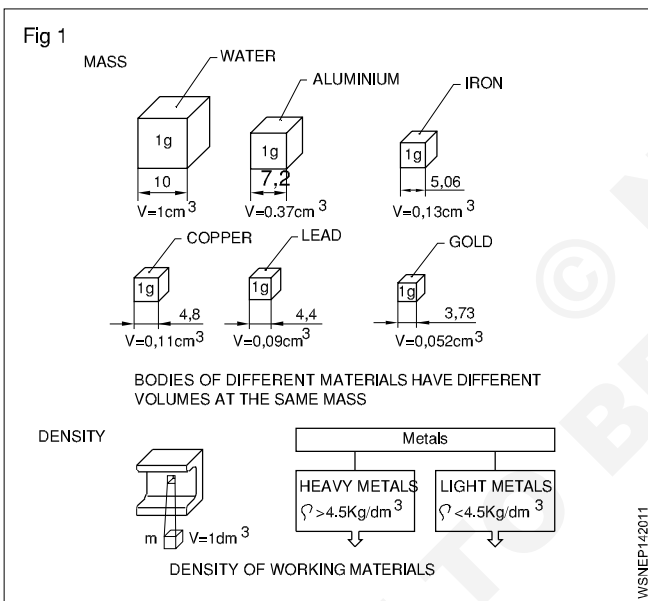 Fig 1
MASS
WATER
ALUMINIUM
IRON
1g
1g
1g
10
7,2
5,06
V=1cm³
V=0.37cm³
V=0,13cm³
COPPER
LEAD
GOLD
1g
1g
1g
4,8
4,4
3,73
V=0,11cm³
V=0,09cm³
V=0,052cm³
BODIES OF DIFFERENT MATERIALS HAVE DIFFERENT
VOLUMES AT THE SAME MASS
DENSITY
Metals
HEAVY METALS
ρ>4.5Kg/dm³
LIGHT METALS
ρ<4.5Kg/dm³
m
V=1dm³
DENSITY OF WORKING MATERIALS
WSNEP142011
©
TO B